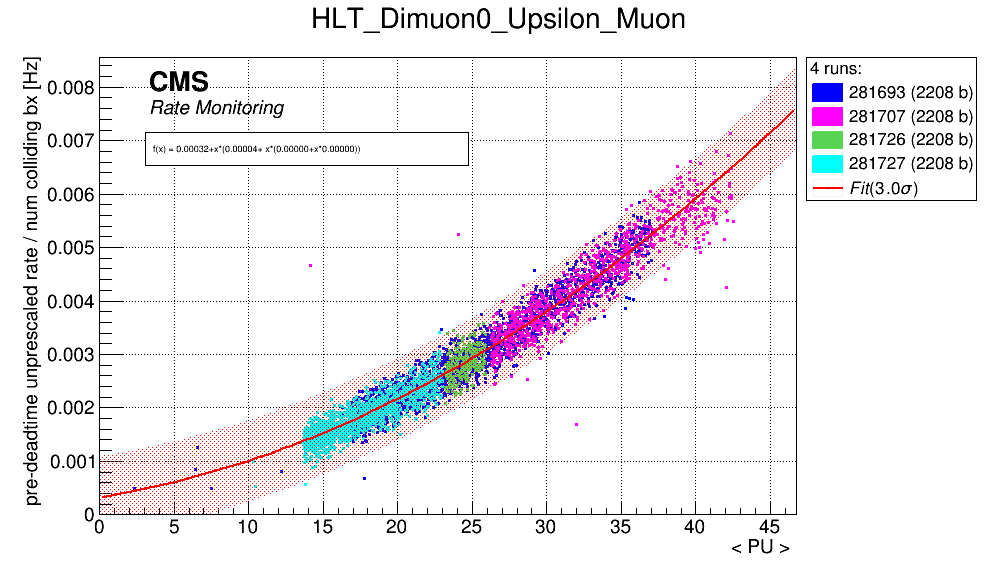 HLT_Dimuon0_Upsilon_Muon
pre-deadtime unprescaled rate / num colliding bx [Hz]
0.008
0.007
0.006
0.005
0.004
0.003
0.002
0.001
0
CMS
Rate Monitoring
f(x) = 0.00032+x*(0.00004+ x*(0.00000+x*0.00000))
0 5 10 15 20 25 30 35 40 45
< PU >
4 runs:
281693 (2208 b)
281707 (2208 b)
281726 (2208 b)
281727 (2208 b)
Fit(3.0σ)